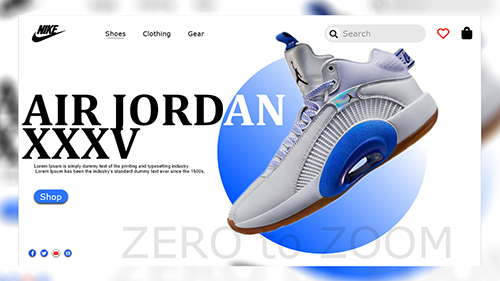 NIKE
Shoes Clothing Gear
Search
AIR JORDAN
XXXV
Lorem Ipsum is simply dummy text of the printing and typesetting industry.
Lorem Ipsum has been the industry's standard dummy text ever since the 1500s,
Shop
ZERO to ZOOM